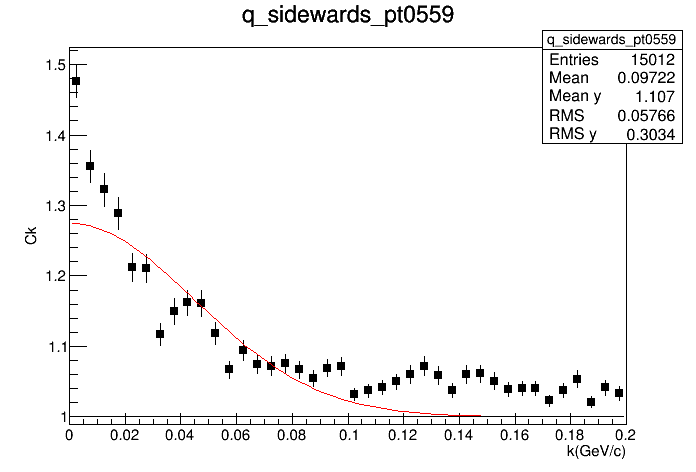 q_sidewards_pt0559
q_sidewards_pt0559
Entries 15012
Mean 0.09722
Mean y 1.107
RMS 0.05766
RMS y 0.3034
Ck
1.5
1.4
1.3
1.2
1.1
1
0 0.02 0.04 0.06 0.08 0.1 0.12 0.14 0.16 0.18 0.2
k(GeV/c)